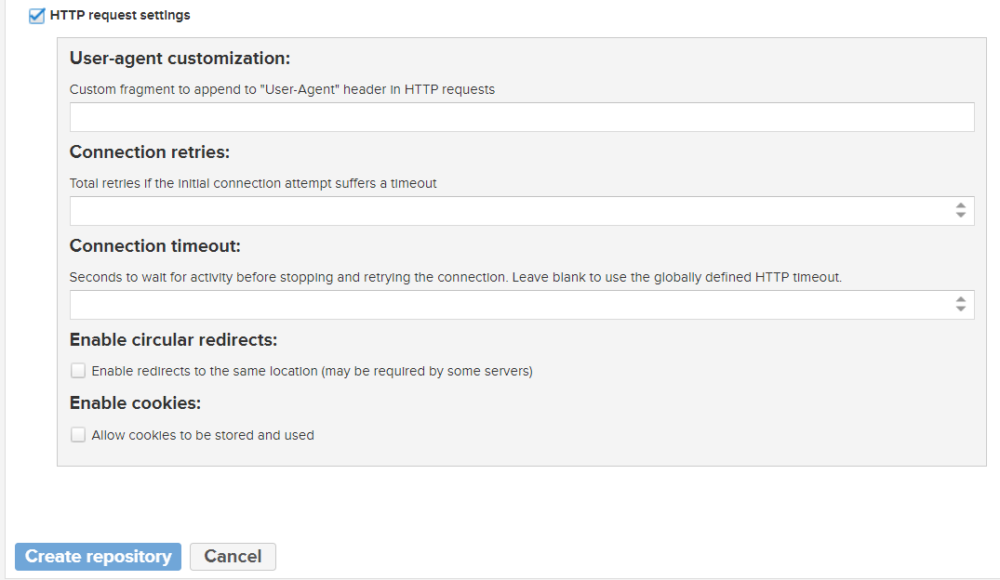 HTTP request settings
User-agent customization:
Custom fragment to append to "User-Agent" header in HTTP requests
Connection retries:
Total retries if the initial connection attempt suffers a timeout
Connection timeout:
Seconds to wait for activity before stopping and retrying the connection. Leave blank to use the globally defined HTTP timeout.
Enable circular redirects:
Enable redirects to the same location (may be required by some servers)
Enable cookies:
Allow cookies to be stored and used
Create repository Cancel